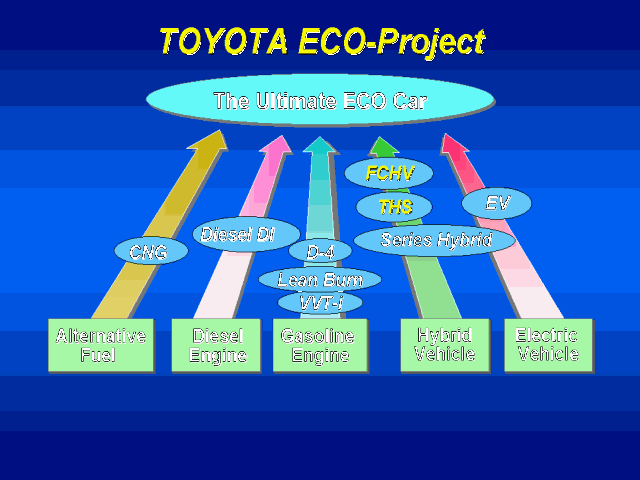 TOYOTA ECO-Project
The Ultimate ECO Car
FCHV
THS
EV
Series Hybrid
Diesel DI
CNG
D-4
Lean Burn
VVT-i
Alternative
Fuel
Diesel
Engine
Gasoline
Engine
Hybrid
Vehicle
Electric
Vehicle